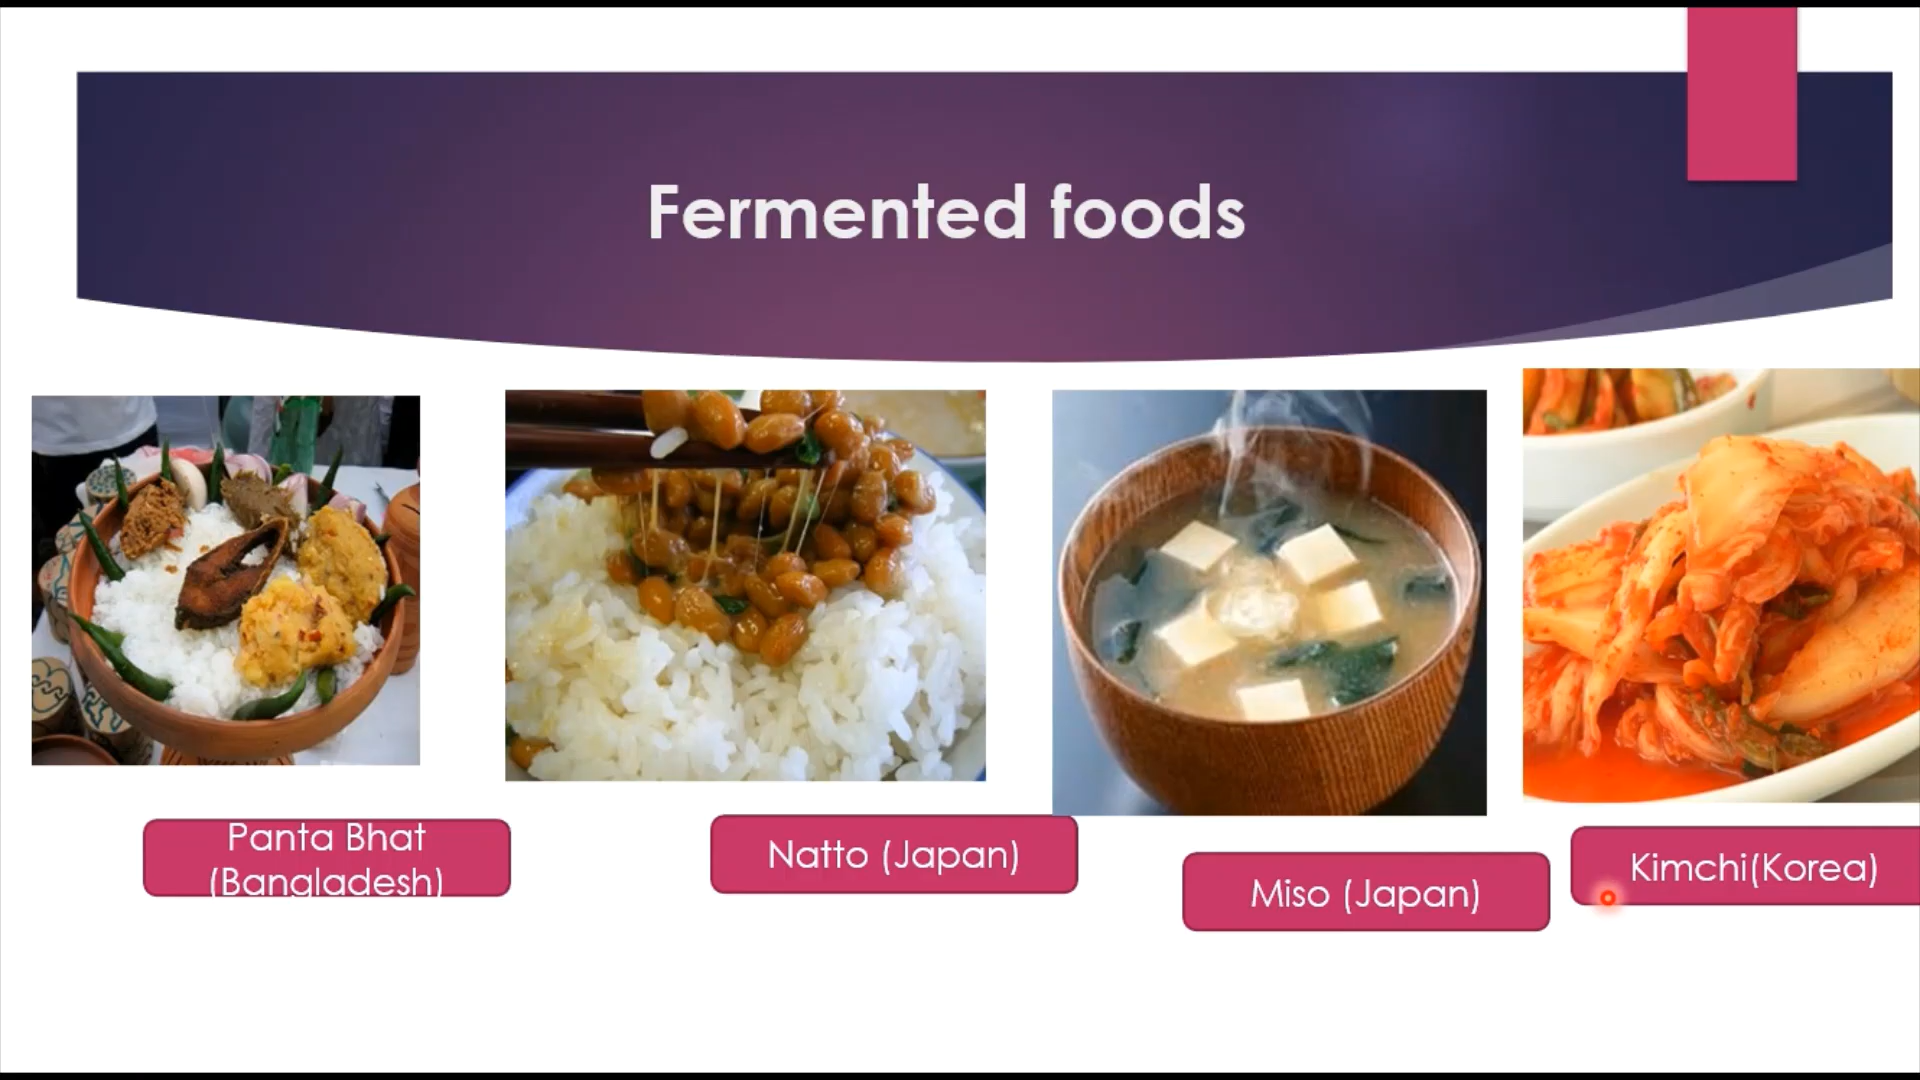 Fermented foods
Panta Bhat
(Bangladesh)
Natto (Japan)
Miso (Japan)
Kimchi(Korea)